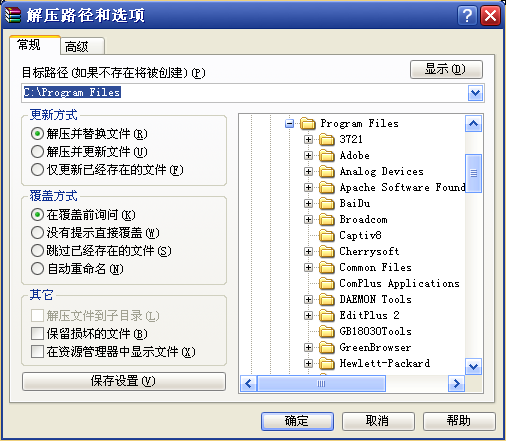 解压路径和选项
常规
高级
目标路径(如果不存在将被创建)(P)
显示(D)
C:\Program Files
更新方式
解压并替换文件(R)
解压并更新文件(U)
仅更新已经存在的文件(F)
覆盖方式
在覆盖前询问(K)
没有提示直接覆盖(W)
跳过已经存在的文件(S)
自动重命名(N)
其它
解压文件到子目录(L)
保留损坏的文件(B)
在资源管理器中显示文件(X)
保存设置(V)
Program Files
3721
Adobe
Analog Devices
Apache Software Found
BaiDu
Broadcom
Captiv8
Cherrysoft
Common Files
ComPlus Applications
DAEMON Tools
EditPlus 2
GB18030Tools
GreenBrowser
Hewlett-Packard
确定
取消
帮助